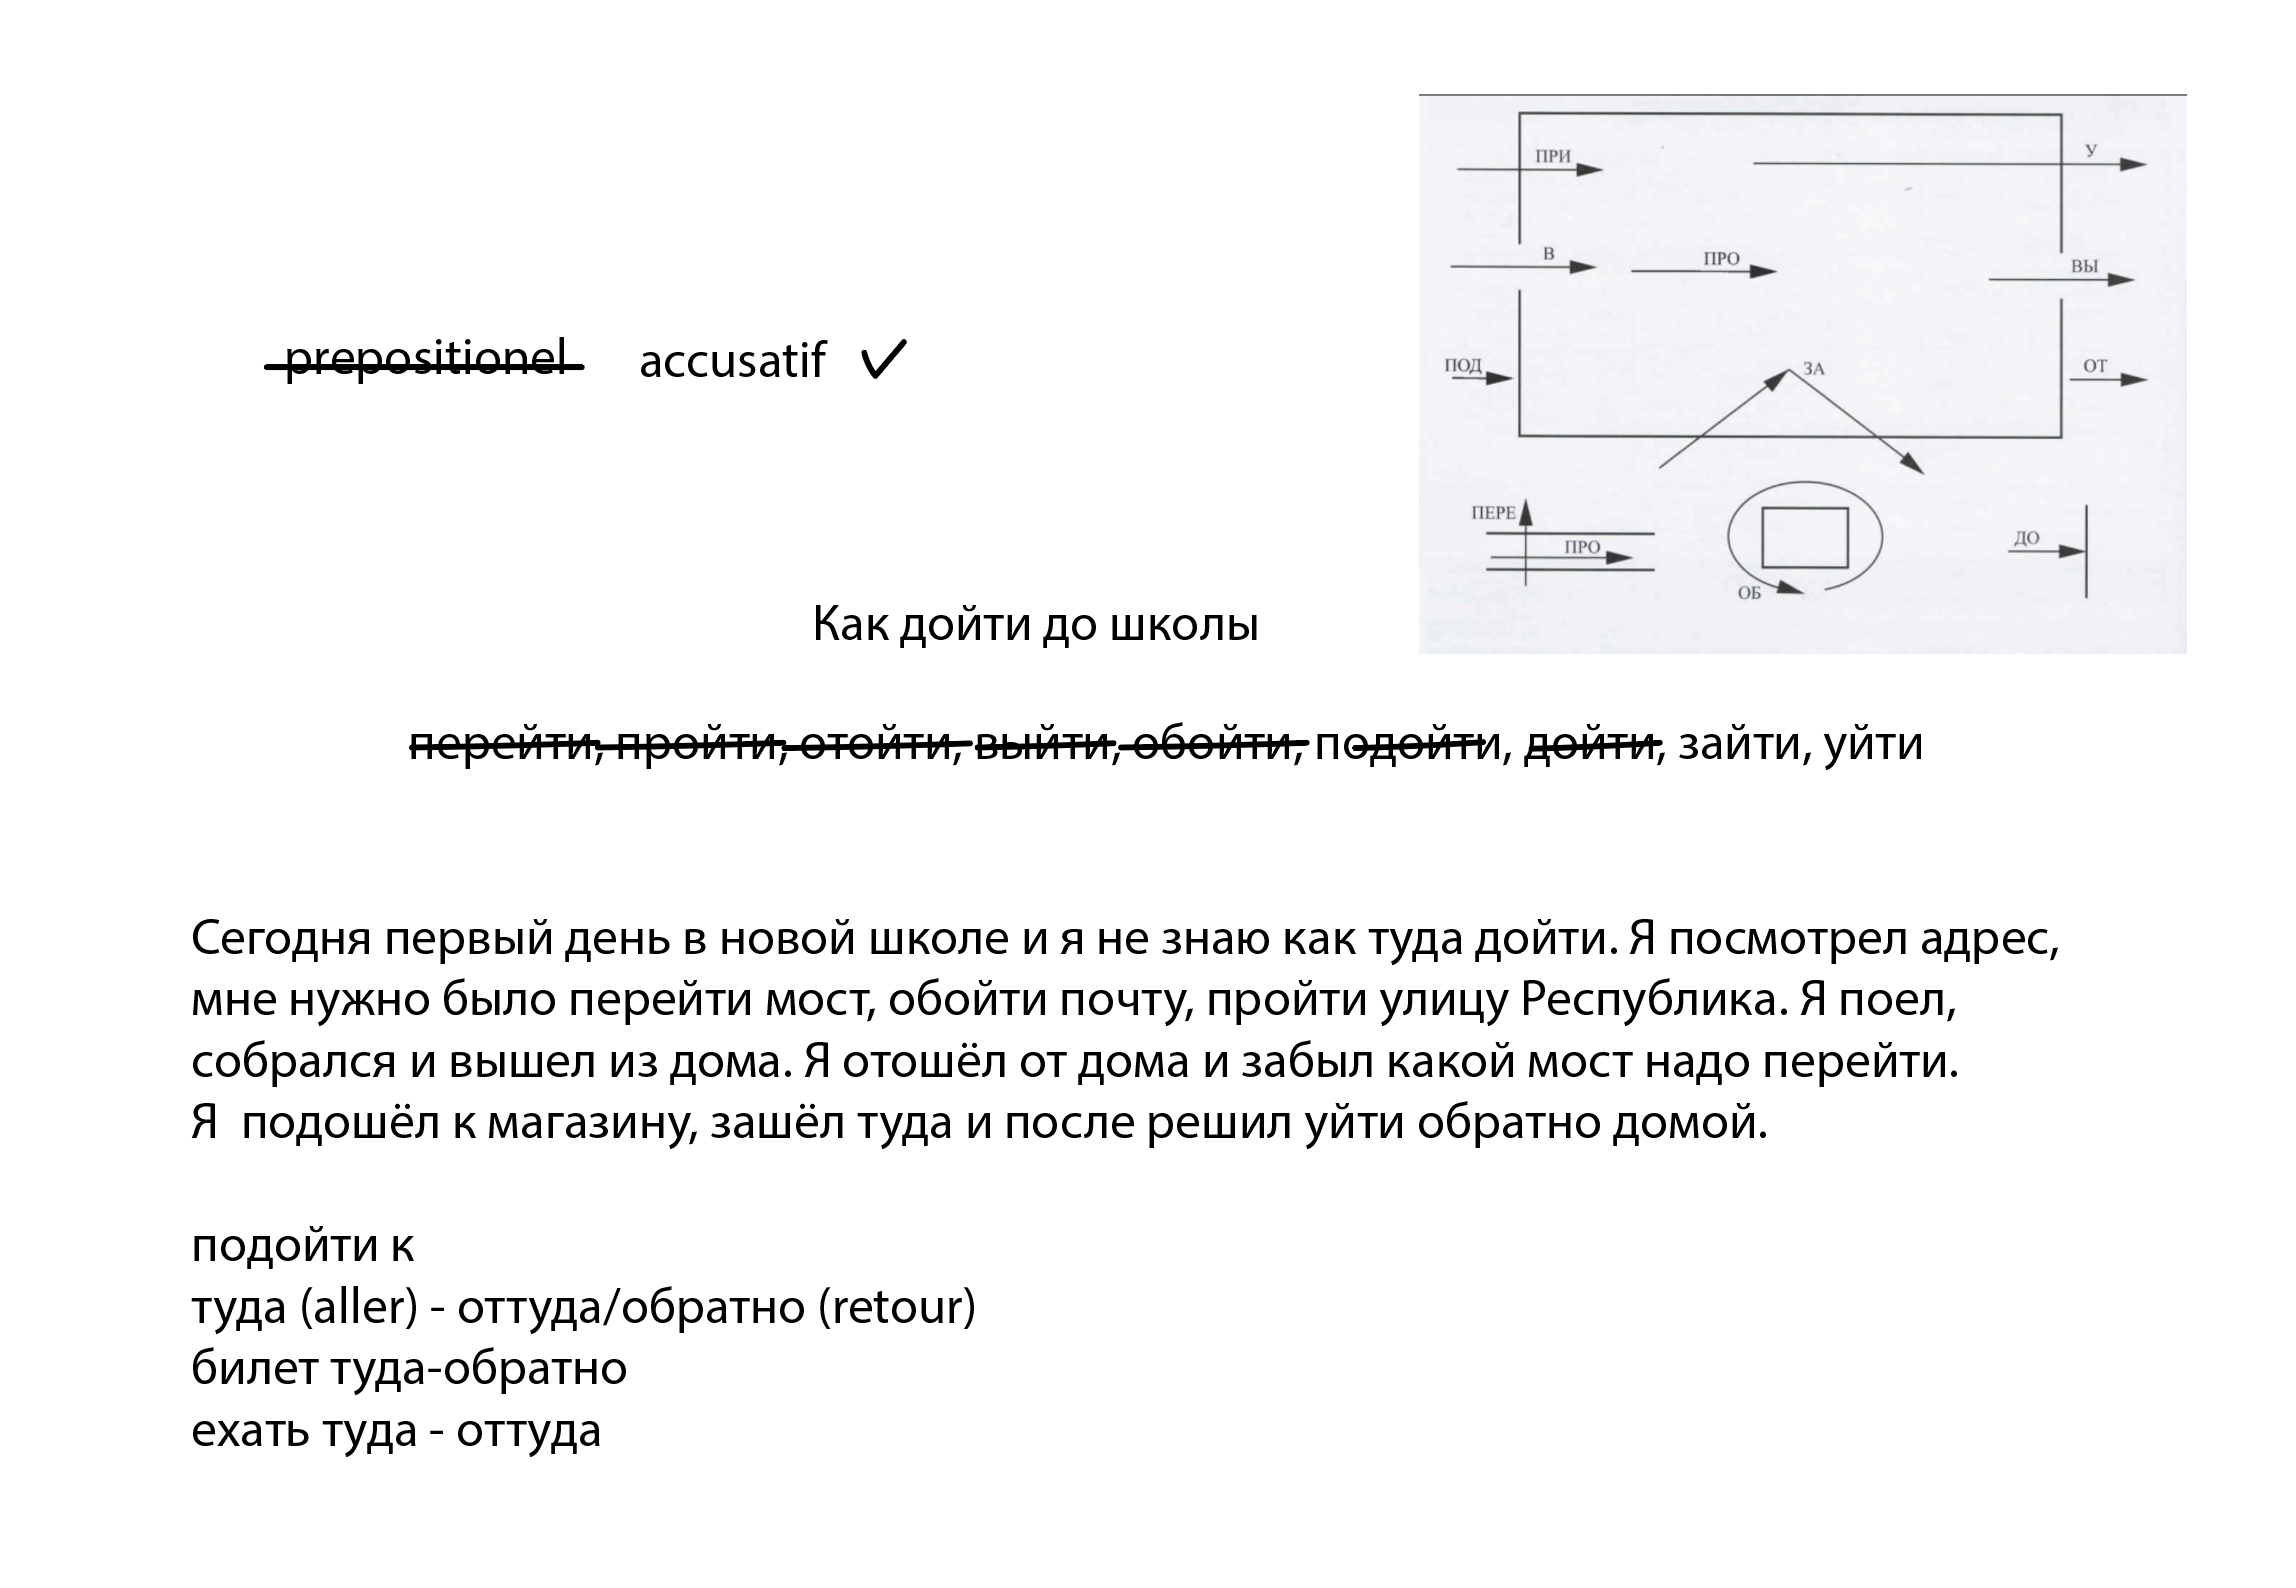 ПРИ
У
В
ПРО
ВЫ
ПОД
ЗА
ОТ
prepositionel accusatif ✓
ПЕРЕ
ПРО
ДО
ОБ
Как дойти до школы
перейти, пройти, отойти, выйти, обойти, подойти, дойти, зайти, уйти
Сегодня первый день в новой школе и я не знаю как туда дойти. Я посмотрел адрес,
мне нужно было перейти мост, обойти почту, пройти улицу Республика. Я поел,
собрался и вышел из дома. Я отошёл от дома и забыл какой мост надо перейти.
Я подошёл к магазину, зашёл туда и после решил уйти обратно домой.
подойти к
туда (aller) - оттуда/обратно (retour)
билет туда-обратно
ехать туда - оттуда